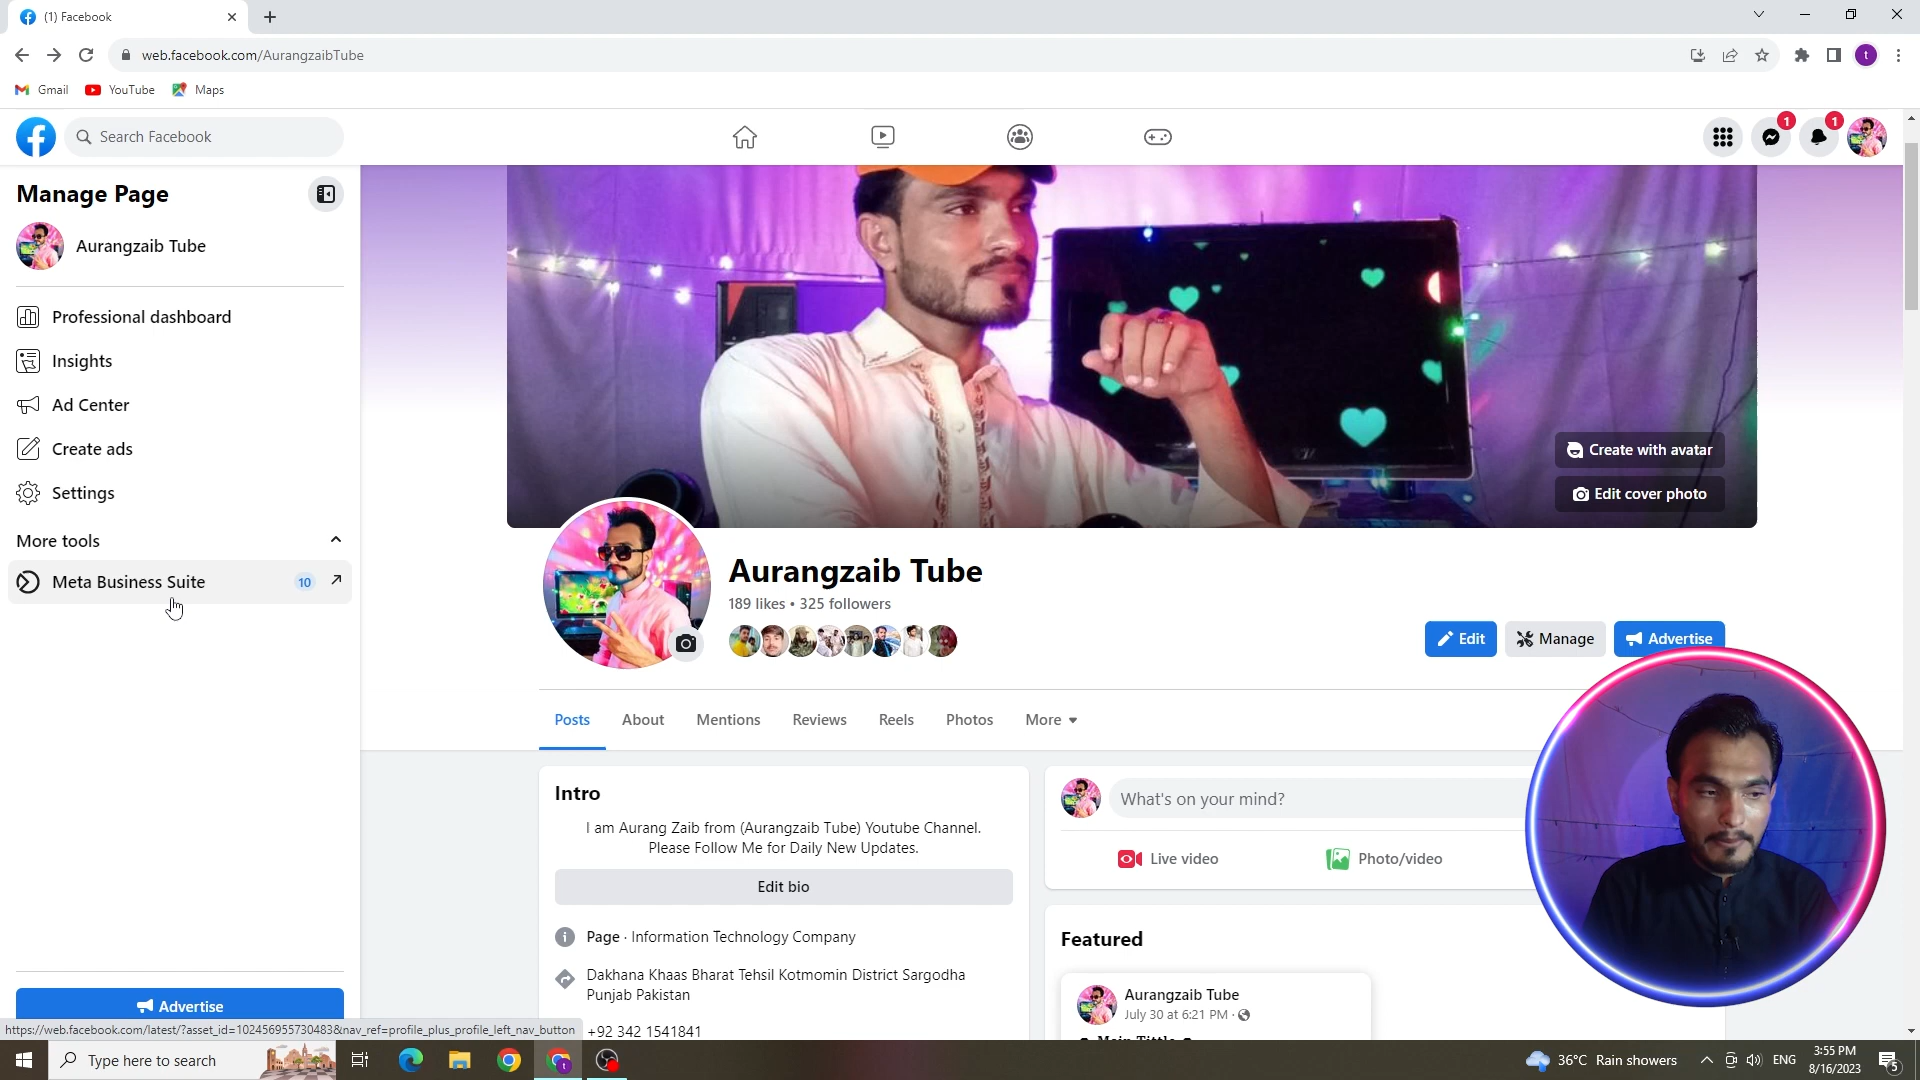 (1) Facebook
web.facebook.com/AurangzaibTube
t
Gmail
YouTube
Maps
Search Facebook
1
1
Manage Page
Aurangzaib Tube
Professional dashboard
Insights
Ad Center
Create ads
Settings
More tools
Meta Business Suite 10
Advertise
https://web.facebook.com/latest/?asset_id=102456955730483&nav_ref=profile_plus_profile_left_nav_button
Create with avatar
Edit cover photo
Aurangzaib Tube
189 likes • 325 followers
Edit
Manage
Advertise
Posts
About
Mentions
Reviews
Reels
Photos
More
Intro
I am Aurang Zaib from (Aurangzaib Tube) Youtube Channel.
Please Follow Me for Daily New Updates.
Edit bio
Page · Information Technology Company
Dakhana Khaas Bharat Tehsil Kotmomin District Sargodha
Punjab Pakistan
+92 342 1541841
What's on your mind?
Live video
Photo/video
Featured
Aurangzaib Tube
July 30 at 6:21 PM ·
Type here to search
t
36°C Rain showers
ENG
3:55 PM
8/16/2023
5